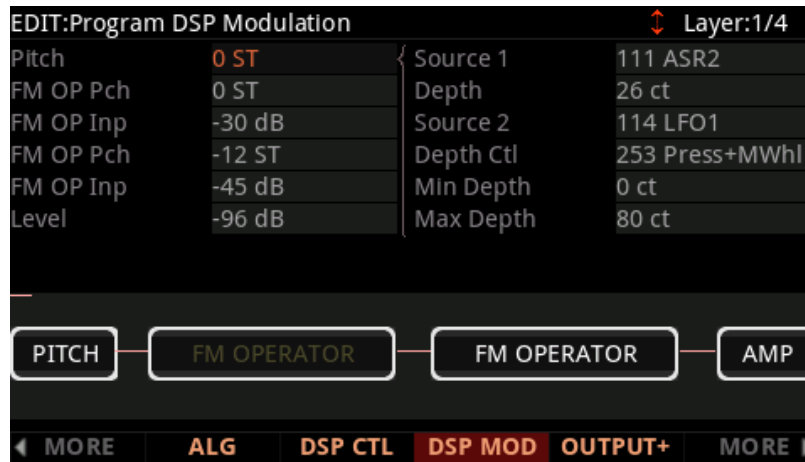 EDIT:Program DSP Modulation Layer:1/4
Pitch 0 ST Source 1 111 ASR2
FM OP Pch 0 ST Depth 26 ct
FM OP Inp -30 dB Source 2 114 LFO1
FM OP Pch -12 ST Depth Ctl 253 Press+MWhl
FM OP Inp -45 dB Min Depth 0 ct
Level -96 dB Max Depth 80 ct
PITCH FM OPERATOR FM OPERATOR AMP
MORE ALG DSP CTL DSP MOD OUTPUT+ MORE